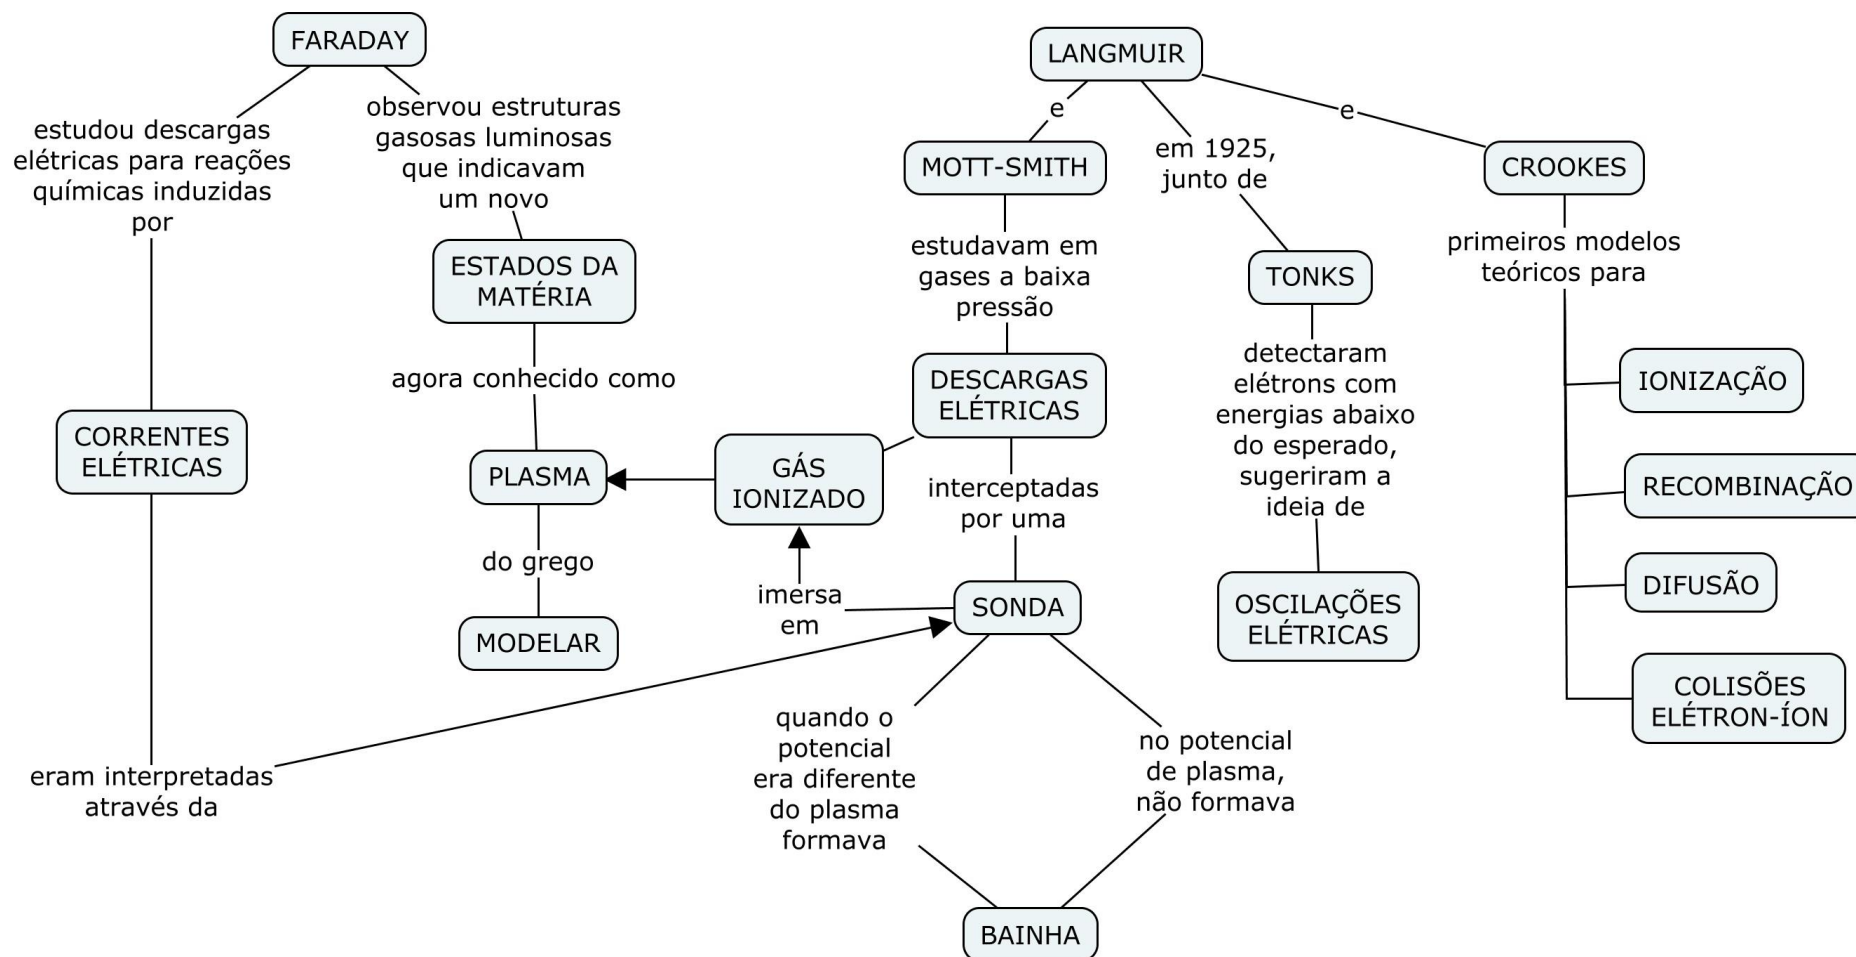 FARADAY
estudou descargas
elétricas para reações
químicas induzidas
por
observou estruturas
gasosas luminosas
que indicavam
um novo
ESTADOS DA
MATÉRIA
agora conhecido como
CORRENTES
ELÉTRICAS
PLASMA
do grego
MODELAR
eram interpretadas
através da
LANGMUIR
e
MOTT-SMITH
estudavam em
gases a baixa
pressão
DESCARGAS
ELÉTRICAS
GÁS
IONIZADO
interceptadas
por uma
imersa
em
SONDA
quando o
potencial
era diferente
do plasma
formava
no potencial
de plasma,
não formava
BAINHA
em 1925,
junto de
TONKS
detectaram
elétrons com
energias abaixo
do esperado,
sugeriram a
ideia de
OSCILAÇÕES
ELÉTRICAS
e
CROOKES
primeiros modelos
teóricos para
IONIZAÇÃO
RECOMBINAÇÃO
DIFUSÃO
COLISÕES
ELÉTRON-ÍON